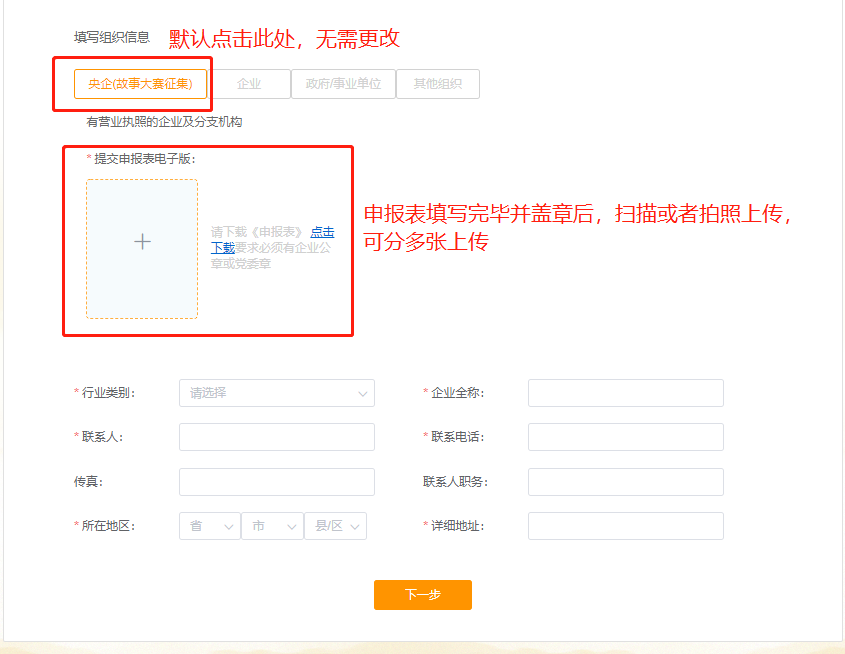 填写组织信息 默认点击此处，无需更改
央企(故事大赛征集) 企业 政府/事业单位 其他组织
有营业执照的企业及分支机构
*提交申报表电子版：
申报表填写完毕并盖章后，扫描或者拍照上传，
可分多张上传
请下载《申报表》 点击
下载要求必须有企业公
章或党委章
*行业类别： 请选择 *企业全称：
*联系人： *联系电话：
传真： 联系人职务：
*所在地区： 省 市 县/区 *详细地址：
下一步